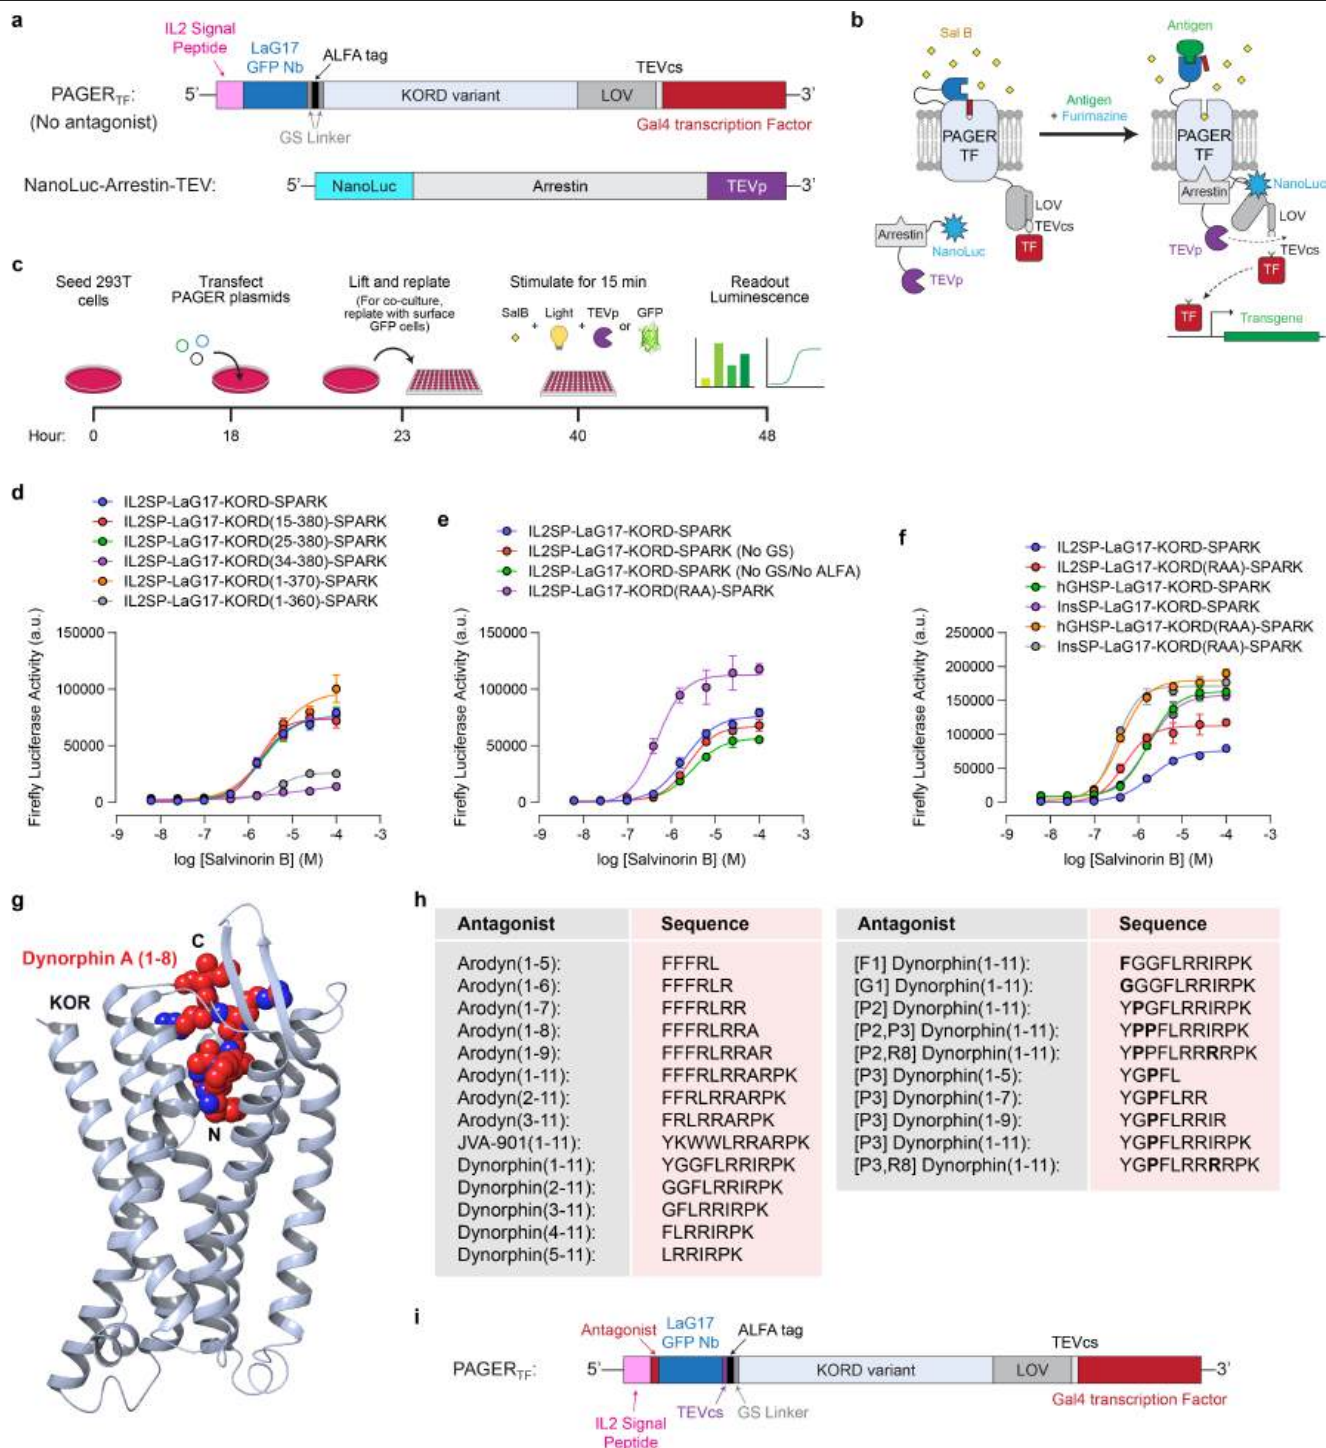 a
IL2 Signal
Peptide
LaG17
GFP Nb
ALFA tag
TEVcs
PAGERTF:
(No antagonist)
5’
KORD variant
LOV
3’
GS Linker
Gal4 transcription Factor
NanoLuc-Arrestin-TEV:
5’
NanoLuc
Arrestin
TEVp
3’
b
Sal B
Antigen
Antigen
+ Furimazine
PAGER
TF
PAGER
TF
LOV
TEVcs
TF
Arrestin
NanoLuc
TEVp
Arrestin
NanoLuc
LOV
TEVp
TEVcs
TF
TF
Transgene
c
Seed 293T
cells
Transfect
PAGER plasmids
Lift and replate
(For co-culture,
replate with surface
GFP cells)
Stimulate for 15 min
SalB + Light + TEVp or GFP
Readout
Luminescence
Hour: 0 18 23 40 48
d
IL2SP-LaG17-KORD-SPARK
IL2SP-LaG17-KORD(15-380)-SPARK
IL2SP-LaG17-KORD(25-380)-SPARK
IL2SP-LaG17-KORD(34-380)-SPARK
IL2SP-LaG17-KORD(1-370)-SPARK
IL2SP-LaG17-KORD(1-360)-SPARK
Firefly Luciferase Activity (a.u.)
150000
100000
50000
0
-9 -8 -7 -6 -5 -4 -3
log [Salvinorin B] (M)
e
IL2SP-LaG17-KORD-SPARK
IL2SP-LaG17-KORD-SPARK (No GS)
IL2SP-LaG17-KORD-SPARK (No GS/No ALFA)
IL2SP-LaG17-KORD(RAA)-SPARK
Firefly Luciferase Activity (a.u.)
150000
100000
50000
0
-9 -8 -7 -6 -5 -4 -3
log [Salvinorin B] (M)
f
IL2SP-LaG17-KORD-SPARK
IL2SP-LaG17-KORD(RAA)-SPARK
hGHSP-LaG17-KORD-SPARK
InsSP-LaG17-KORD-SPARK
hGHSP-LaG17-KORD(RAA)-SPARK
InsSP-LaG17-KORD(RAA)-SPARK
Firefly Luciferase Activity (a.u.)
250000
200000
150000
100000
50000
0
-9 -8 -7 -6 -5 -4 -3
log [Salvinorin B] (M)
g
C
Dynorphin A (1-8)
KOR
N
h
Antagonist Sequence
Arodyn(1-5): FFFRL
Arodyn(1-6): FFFRLR
Arodyn(1-7): FFFRLRR
Arodyn(1-8): FFFRLRRA
Arodyn(1-9): FFFRLRRAR
Arodyn(1-11): FFFRLRRARPK
Arodyn(2-11): FFRLRRARPK
Arodyn(3-11): FRLRRARPK
JVA-901(1-11): YKWWLRRARPK
Dynorphin(1-11): YGGFLRRIRPK
Dynorphin(2-11): GGFLRRIRPK
Dynorphin(3-11): GFLRRIRPK
Dynorphin(4-11): FLRRIRPK
Dynorphin(5-11): LRRIRPK
Antagonist Sequence
[F1] Dynorphin(1-11): FGGFLRRIRPK
[G1] Dynorphin(1-11): GGGFLRRIRPK
[P2] Dynorphin(1-11): YPGFLRRIRPK
[P2,P3] Dynorphin(1-11): YPPFLRRIRPK
[P2,R8] Dynorphin(1-11): YPPFLRRRRPK
[P3] Dynorphin(1-5): YGPFL
[P3] Dynorphin(1-7): YGPFLRR
[P3] Dynorphin(1-9): YGPFLRRIR
[P3] Dynorphin(1-11): YGPFLRRIRPK
[P3,R8] Dynorphin(1-11): YGPFLRRRRPK
i
Antagonist
LaG17
GFP Nb
ALFA tag
TEVcs
PAGERTF:
5’
KORD variant
LOV
3’
IL2 Signal
Peptide
TEVcs
GS Linker
Gal4 transcription Factor